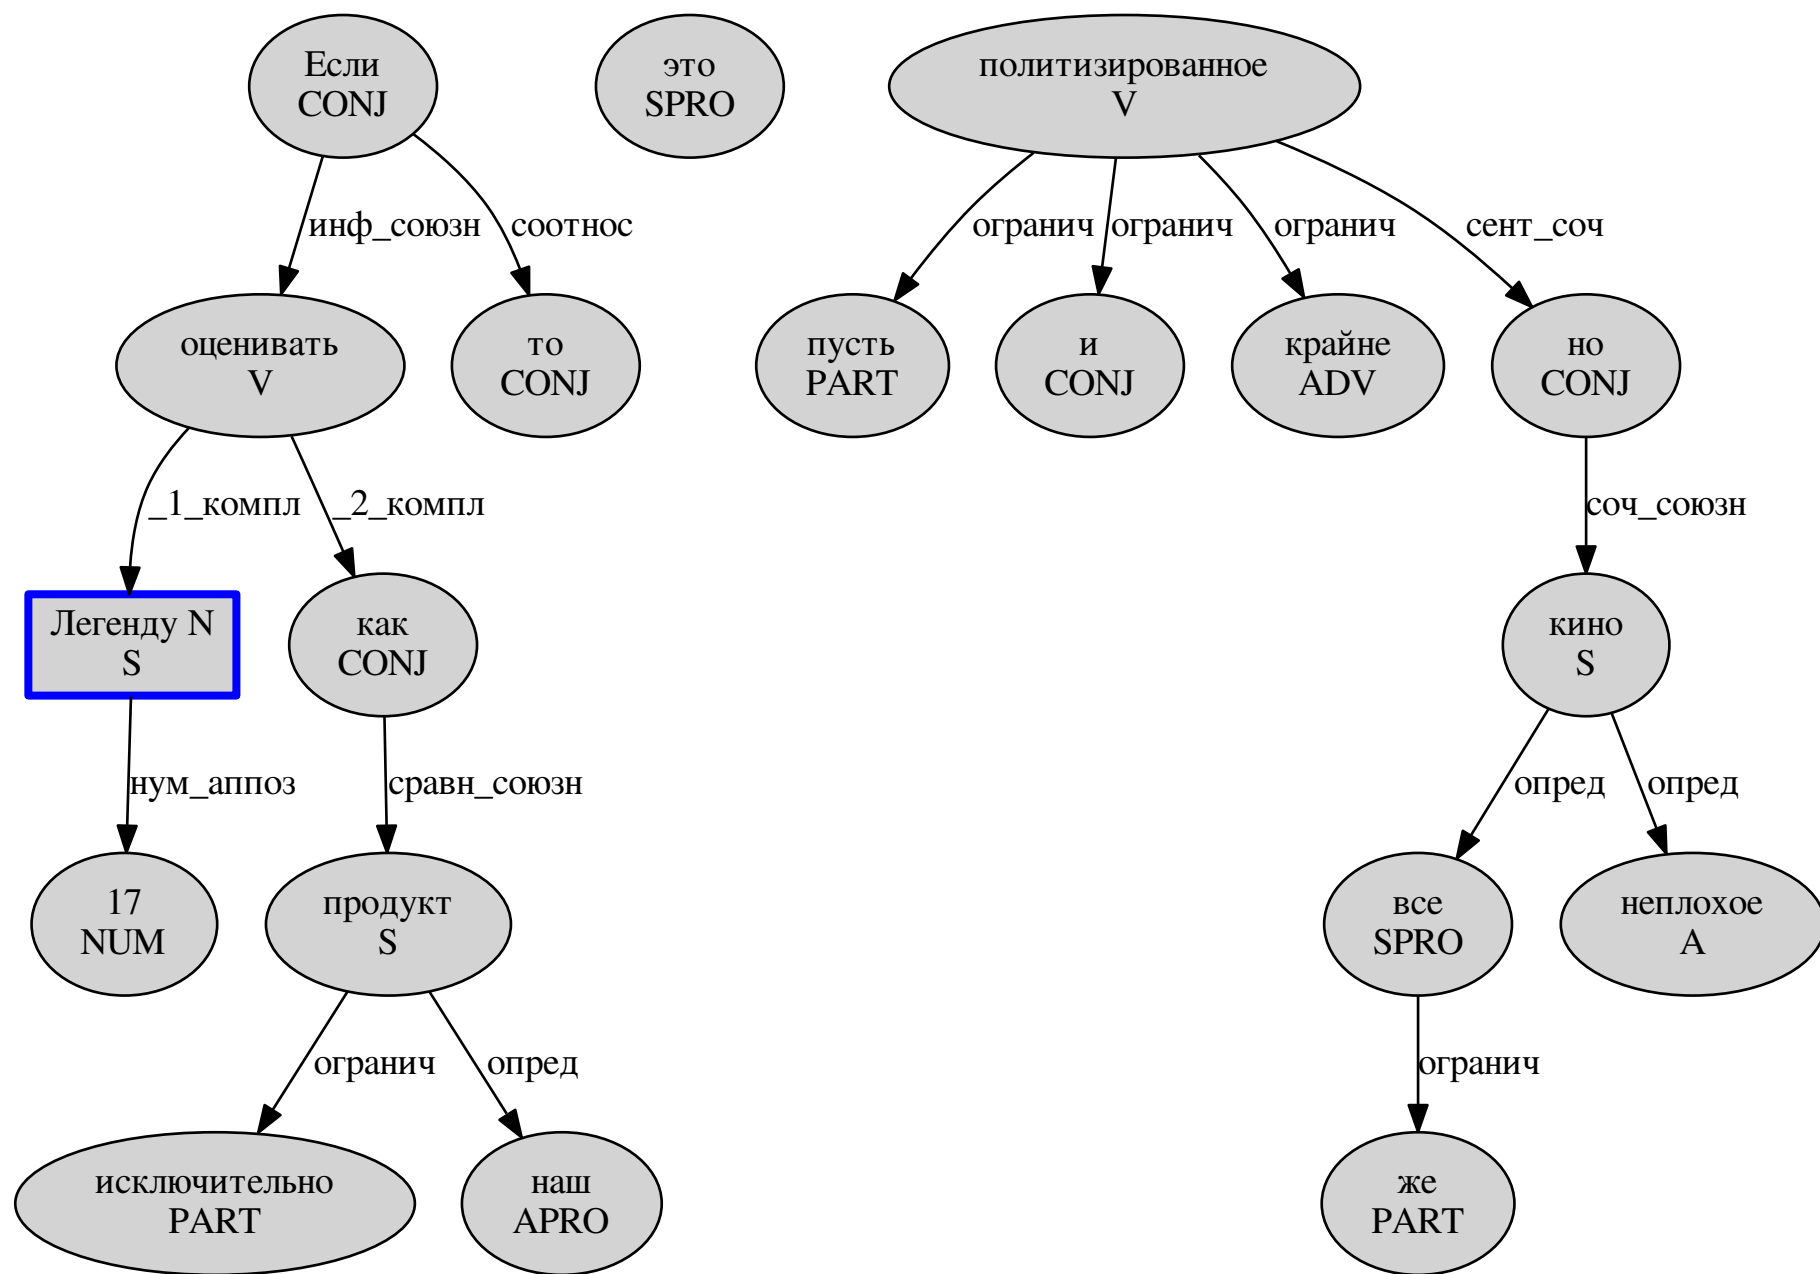 Если
CONJ
это
SPRO
политизированное
V
инф_союзн
соотнос
огранич
огранич
огранич
сент_соч
оценивать
V
то
CONJ
пусть
PART
и
CONJ
крайне
ADV
но
CONJ
_1_компл
_2_компл
соч_союзн
Легенду N
S
как
CONJ
кино
S
нум_аппоз
сравн_союзн
опред
опред
17
NUM
продукт
S
все
SPRO
неплохое
A
огранич
опред
огранич
исключительно
PART
наш
APRO
же
PART